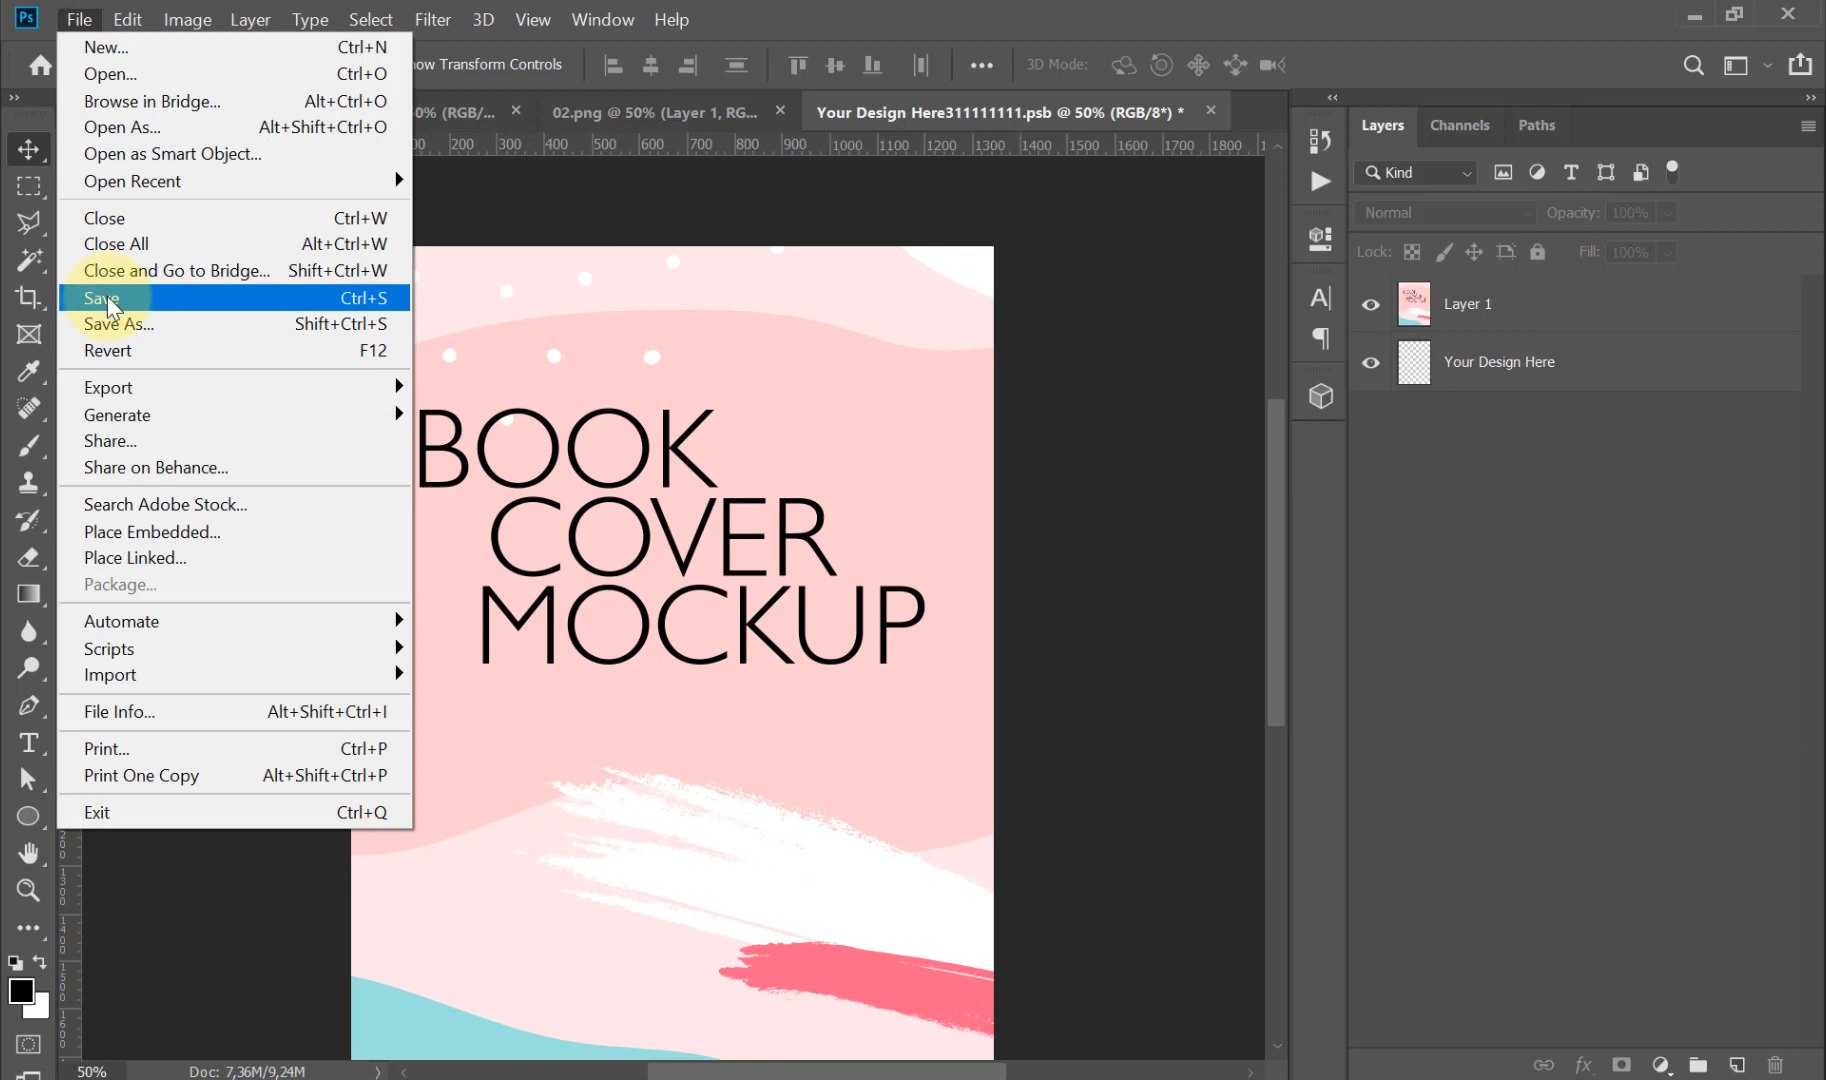 Ps
File Edit Image Layer Type Select Filter 3D View Window Help
New... Ctrl+N
Open... Ctrl+O
Browse in Bridge... Alt+Ctrl+O
Open As... Alt+Shift+Ctrl+O
Open as Smart Object...
Open Recent
Close Ctrl+W
Close All Alt+Ctrl+W
Close and Go to Bridge... Shift+Ctrl+W
Save Ctrl+S
Save As... Shift+Ctrl+S
Revert F12
Export
Generate
Share...
Share on Behance...
Search Adobe Stock...
Place Embedded...
Place Linked...
Package...
Automate
Scripts
Import
File Info... Alt+Shift+Ctrl+I
Print... Ctrl+P
Print One Copy Alt+Shift+Ctrl+P
Exit Ctrl+Q
Transform Controls
3D Mode:
0% (RGB/... × 02.png @ 50% (Layer 1, RG... × Your Design Here311111111.psb @ 50% (RGB/8*) * ×
200 300 400 500 600 700 800 900 1000 1100 1200 1300 1400 1500 1600 1700 1800
BOOK
COVER
MOCKUP
Layers Channels Paths
Kind
Normal Opacity: 100%
Lock: Fill: 100%
Layer 1
Your Design Here
50% Doc: 7,36M/9,24M